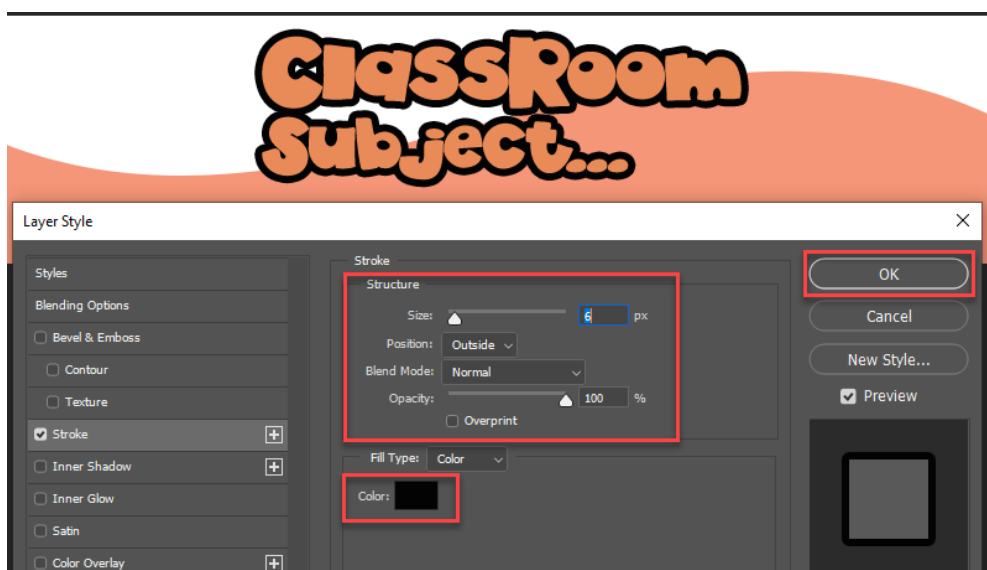 ClassRoom
Subject...
Layer Style
Styles
Blending Options
Bevel & Emboss
Contour
Texture
Stroke
Inner Shadow
Inner Glow
Satin
Color Overlay
Stroke
Structure
Size: 6 px
Position: Outside
Blend Mode: Normal
Opacity: 100 %
Overprint
Fill Type: Color
Color:
OK
Cancel
New Style...
Preview